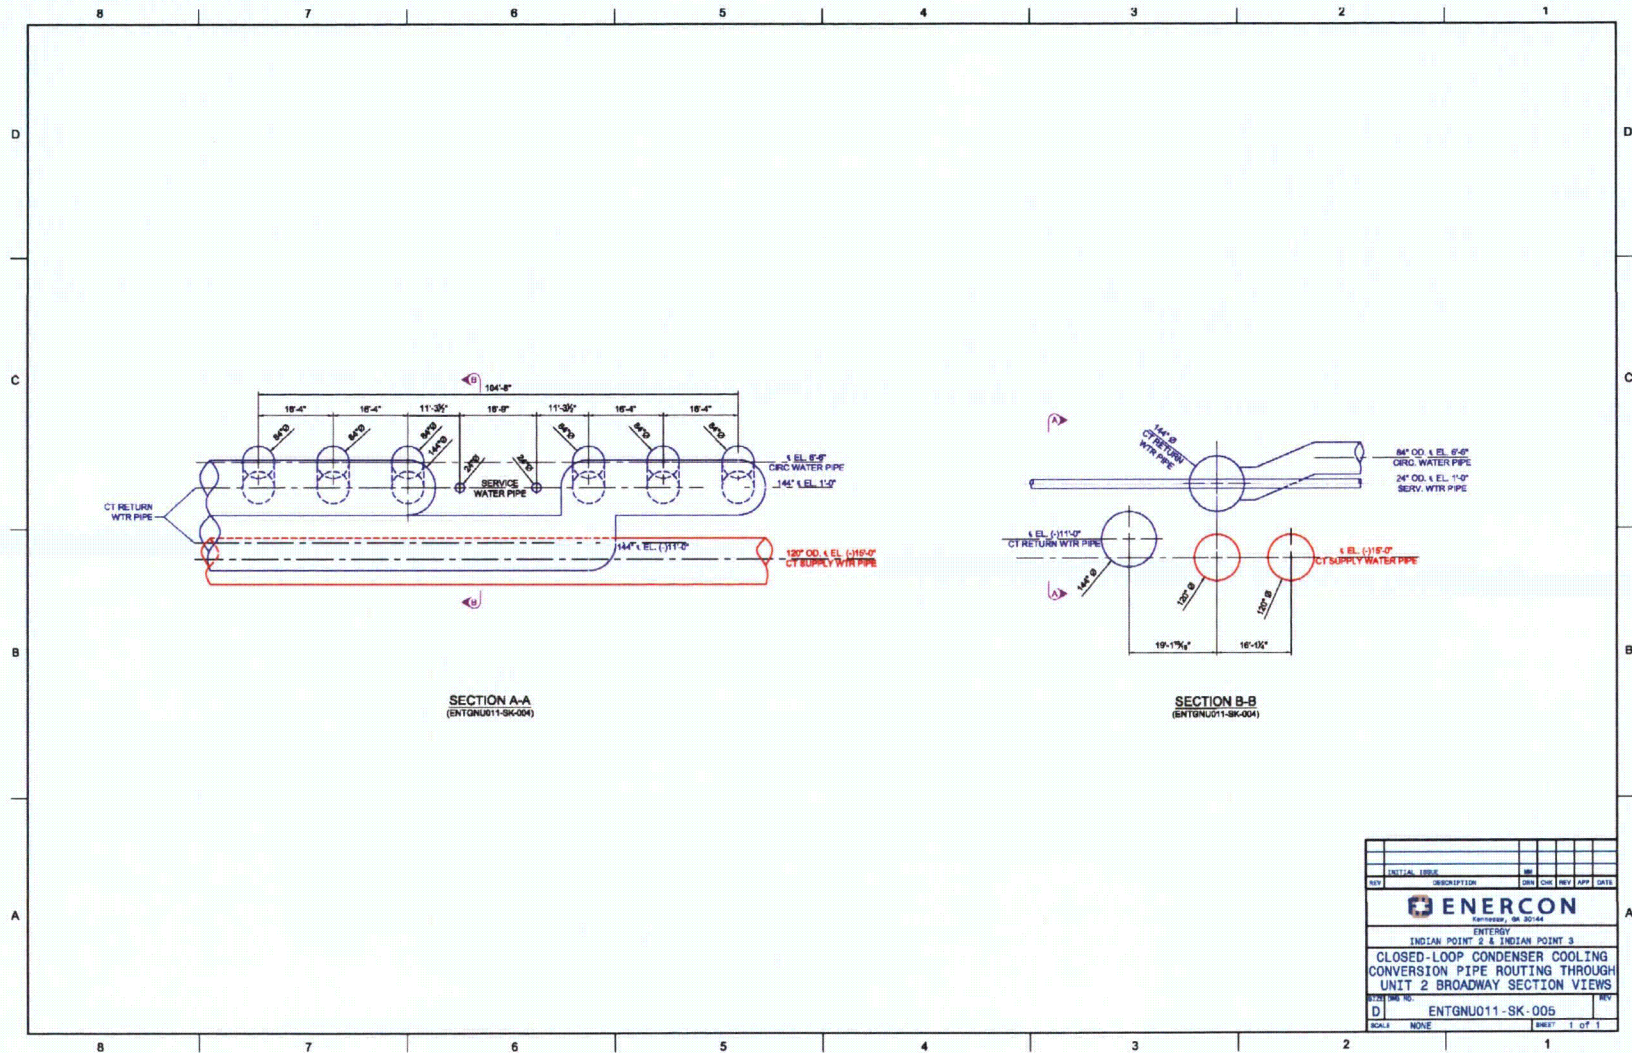 8 7 6 5 4 3 2 1
D D
C C
B B
A A
B
104'-8"
16'-4" 16'-4" 11'-3½" 16'-9" 11'-3½" 16'-4" 16'-4"
84"Ø 84"Ø 84"Ø 84"Ø 84"Ø 84"Ø
144"Ø
24"Ø 24"Ø
SERVICE
WATER PIPE
℄ EL 6'-6"
CIRC WATER PIPE
144" ℄ EL. 1'-0"
CT RETURN
WTR PIPE
144" ℄ EL. (-)11'-0"
120" OD. ℄ EL (-)15'-0"
CT SUPPLY WTR PIPE
B
SECTION A-A
(ENTGNU011-SK-004)
A
144" Ø
CT RETURN
WTR PIPE
84" OD. ℄ EL. 6'-6"
CIRC. WATER PIPE
24" OD. ℄ EL. 1'-0"
SERV. WTR PIPE
℄ EL. (-)11'-0"
CT RETURN WTR PIPE
℄ EL. (-)15'-0"
CT SUPPLY WATER PIPE
A
144" Ø 120" Ø 120" Ø
SECTION B-B
(ENTGNU011-SK-004)
INITIAL ISSUE
REV DESCRIPTION DRN CHK REV APP DATE
ENERCON
Kennesaw, GA 30144
ENTERGY
INDIAN POINT 2 & INDIAN POINT 3
CLOSED-LOOP CONDENSER COOLING
CONVERSION PIPE ROUTING THROUGH
UNIT 2 BROADWAY SECTION VIEWS
SIZE DWG NO. REV
D ENTGNU011-SK-005
SCALE NONE SHEET 1 of 1
8 7 6 5 4 3 2 1